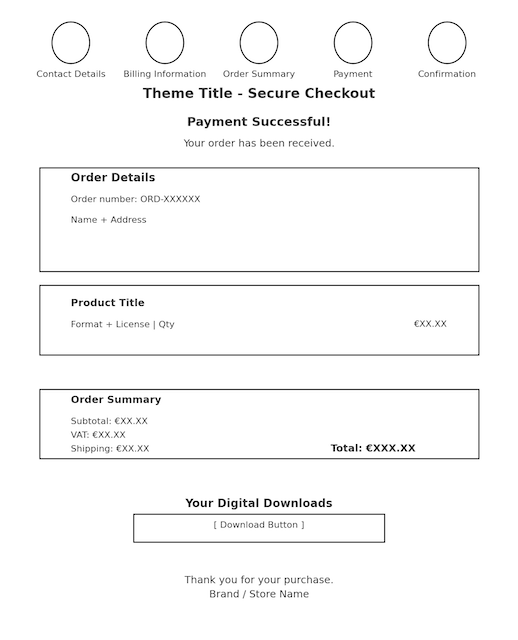 Contact Details Billing Information Order Summary Payment Confirmation
Theme Title - Secure Checkout
Payment Successful!
Your order has been received.
Order Details
Order number: ORD-XXXXXX
Name + Address
Product Title
Format + License | Qty €XX.XX
Order Summary
Subtotal: €XX.XX
VAT: €XX.XX
Shipping: €XX.XX Total: €XXX.XX
Your Digital Downloads
[ Download Button ]
Thank you for your purchase.
Brand / Store Name